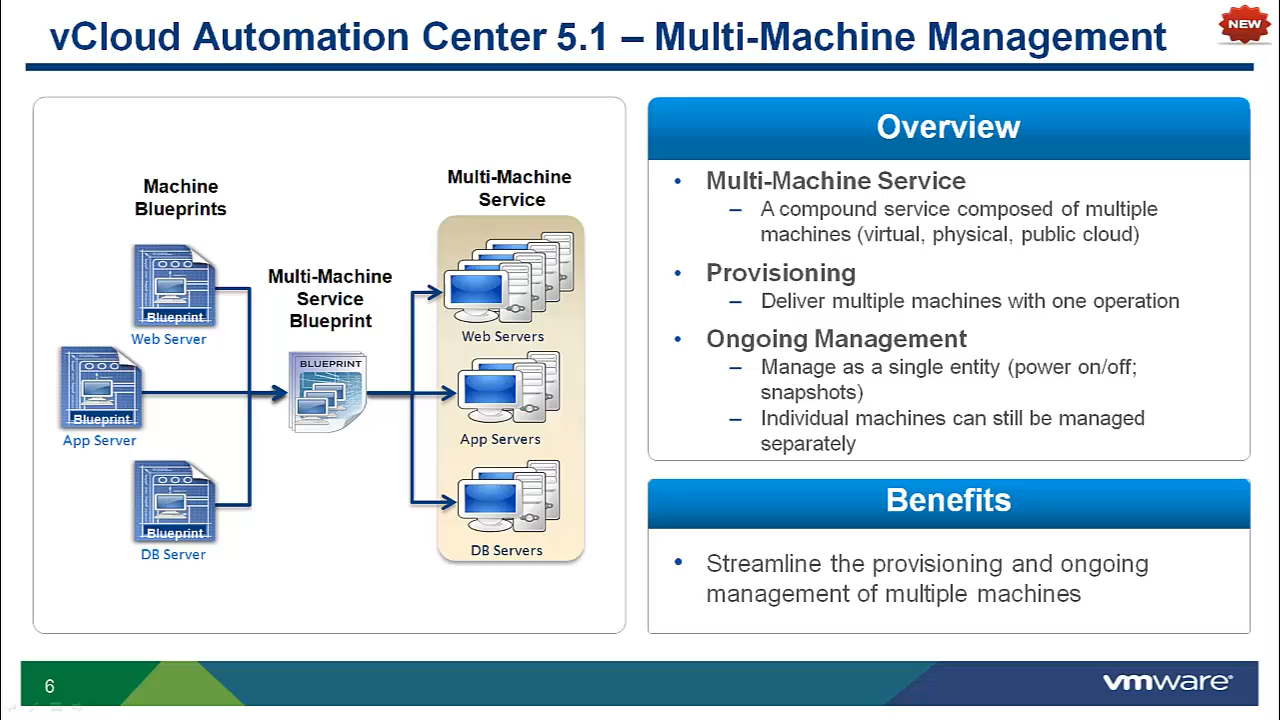 vCloud Automation Center 5.1 – Multi-Machine Management
NEW
Machine
Blueprints
Blueprint
Web Server
Blueprint
App Server
Blueprint
DB Server
Multi-Machine
Service
Blueprint
BLUEPRINT
Multi-Machine
Service
Web Servers
App Servers
DB Servers
Overview
• Multi-Machine Service
– A compound service composed of multiple
machines (virtual, physical, public cloud)
• Provisioning
– Deliver multiple machines with one operation
• Ongoing Management
– Manage as a single entity (power on/off;
snapshots)
– Individual machines can still be managed
separately
Benefits
• Streamline the provisioning and ongoing
management of multiple machines
6
vmware®